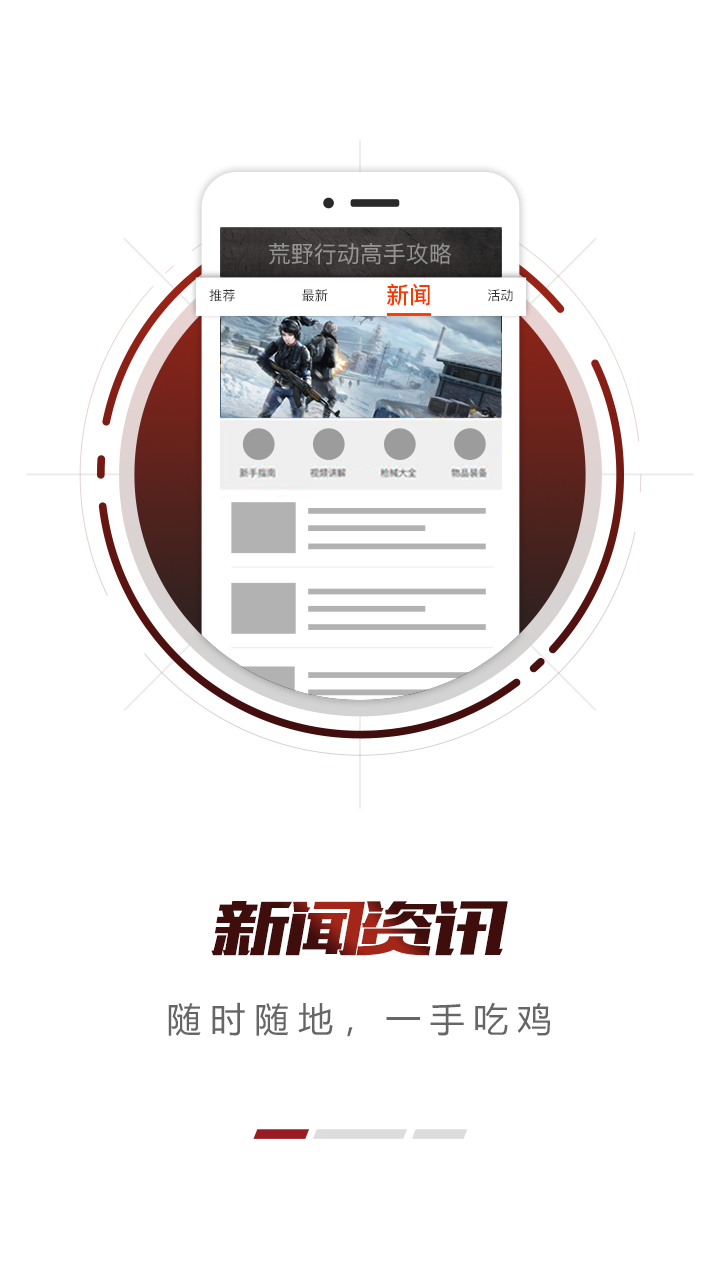 荒野行动高手攻略
推荐 最新 新闻 活动
新手指南 视频讲解 枪械大全 物品装备
新闻资讯
随时随地，一手吃鸡